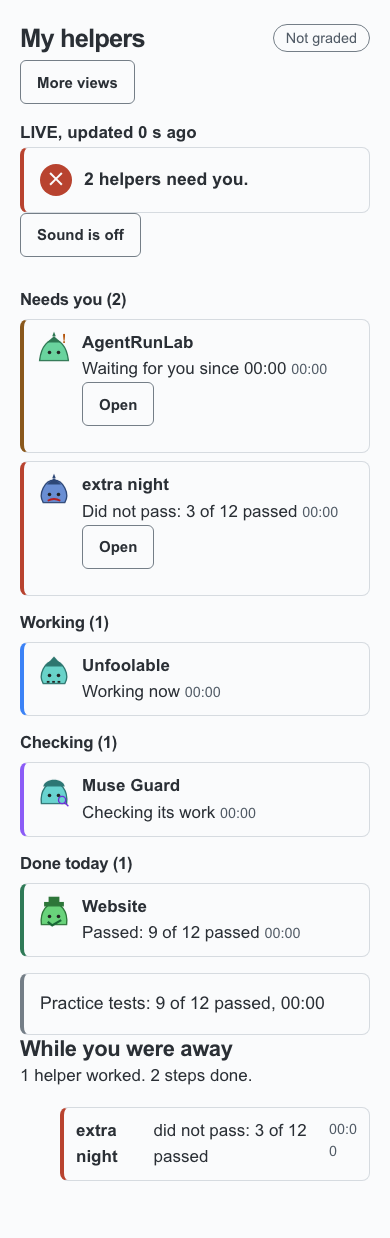 My helpers
Not graded
More views
LIVE, updated 0 s ago
2 helpers need you.
Sound is off
Needs you (2)
AgentRunLab
Waiting for you since 00:00 00:00
Open
extra night
Did not pass: 3 of 12 passed 00:00
Open
Working (1)
Unfoolable
Working now 00:00
Checking (1)
Muse Guard
Checking its work 00:00
Done today (1)
Website
Passed: 9 of 12 passed 00:00
Practice tests: 9 of 12 passed, 00:00
While you were away
1 helper worked. 2 steps done.
extra did not pass: 3 of 12 00:0
night passed 0